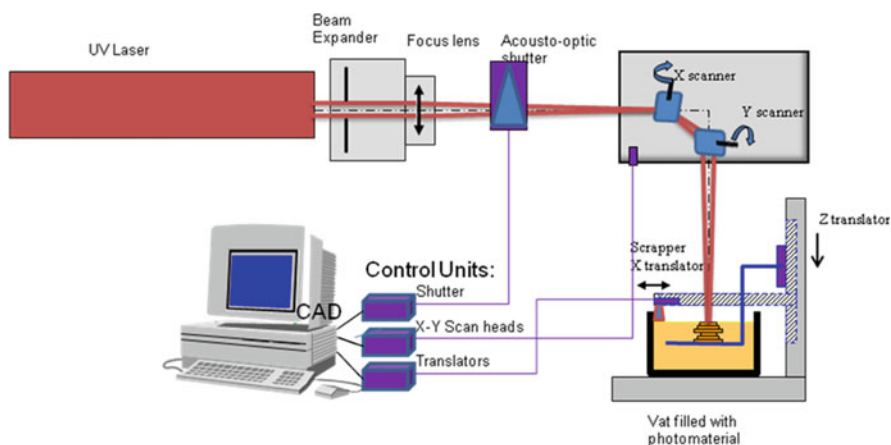 UV Laser
Beam
Expander
Focus lens
Acousto-optic
shutter
X scanner
Y scanner
Z translator
Scrapper
X translator
Control Units:
Shutter
CAD
X-Y Scan heads
Translators
Vat filled with
photomaterial